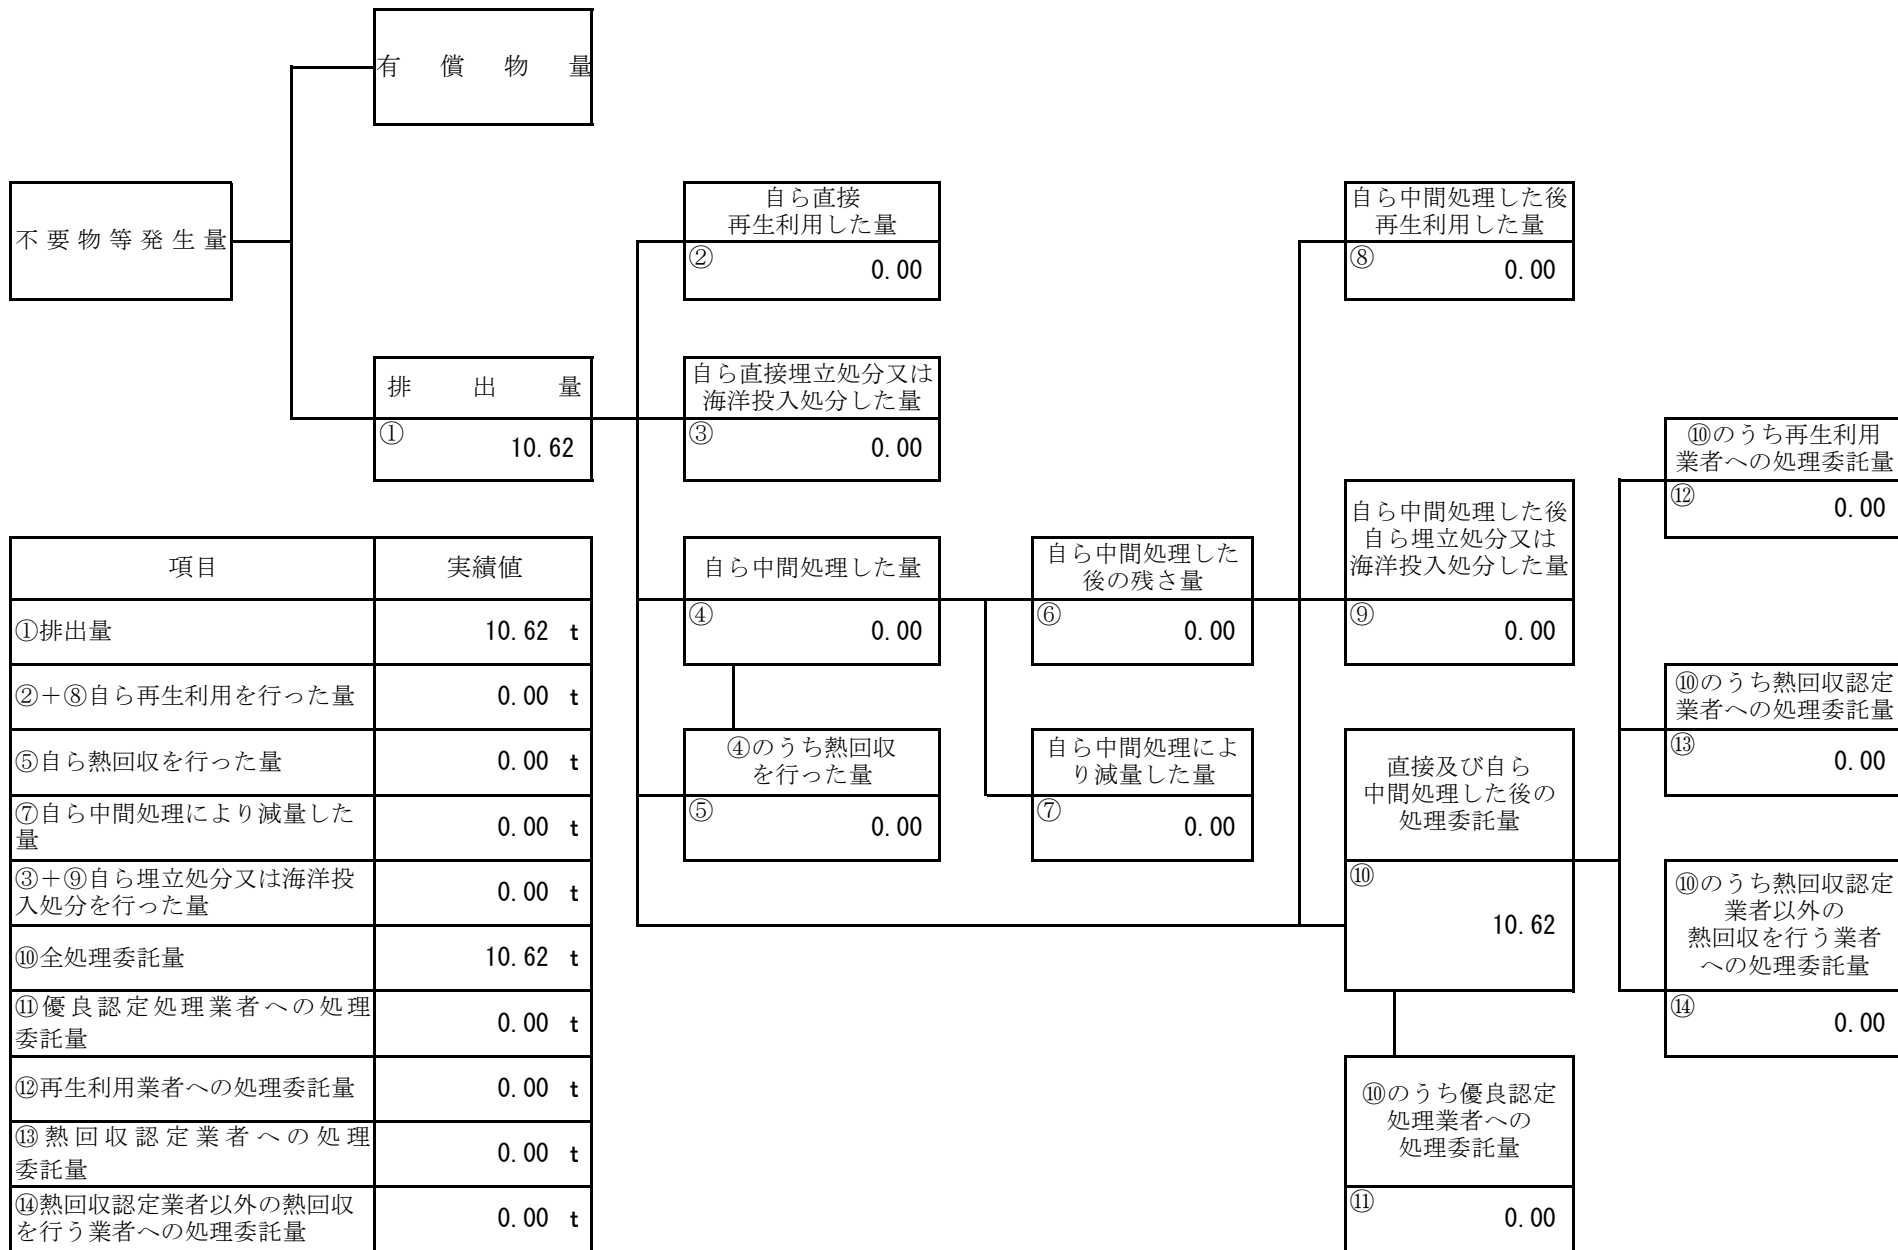 有償物量
不要物等発生量
自ら直接
再生利用した量
② 0.00
自ら中間処理した後
再生利用した量
⑧ 0.00
排出量
① 10.62
自ら直接埋立処分又は
海洋投入処分した量
③ 0.00
⑩のうち再生利用
業者への処理委託量
⑫ 0.00
自ら中間処理した量
④ 0.00
自ら中間処理した
後の残さ量
⑥ 0.00
自ら中間処理した後
自ら埋立処分又は
海洋投入処分した量
⑨ 0.00
⑩のうち熱回収認定
業者への処理委託量
⑬ 0.00
④のうち熱回収
を行った量
⑤ 0.00
自ら中間処理によ
り減量した量
⑦ 0.00
直接及び自ら
中間処理した後の
処理委託量
⑩ 10.62
⑩のうち熱回収認定
業者以外の
熱回収を行う業者
への処理委託量
⑭ 0.00
⑩のうち優良認定
処理業者への
処理委託量
⑪ 0.00
項目 実績値
①排出量 10.62 t
②＋⑧自ら再生利用を行った量 0.00 t
⑤自ら熱回収を行った量 0.00 t
⑦自ら中間処理により減量した
量 0.00 t
③＋⑨自ら埋立処分又は海洋投
入処分を行った量 0.00 t
⑩全処理委託量 10.62 t
⑪優良認定処理業者への処理
委託量 0.00 t
⑫再生利用業者への処理委託量 0.00 t
⑬熱回収認定業者への処理
委託量 0.00 t
⑭熱回収認定業者以外の熱回収
を行う業者への処理委託量 0.00 t